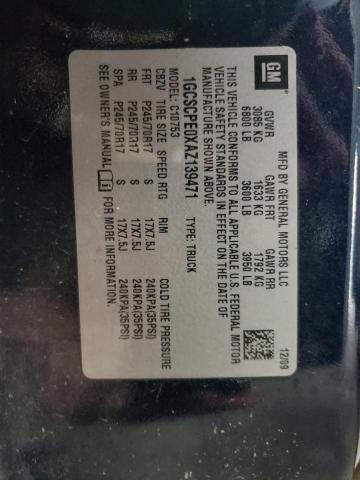 GM
MFD BY GENERAL MOTORS LLC 12/09
GVWR GAWR FRT GAWR RR
3085 KG 1633 KG 1792 KG
6800 LB 3600 LB 3950 LB
THIS VEHICLE CONFORMS TO ALL APPLICABLE U.S. FEDERAL MOTOR
VEHICLE SAFETY STANDARDS IN EFFECT ON THE DATE OF
MANUFACTURE SHOWN ABOVE.
1GCSCPE0XAZ139471 TYPE: TRUCK
MODEL: C10753
CBZV TIRE SIZE SPEED RTG RIM COLD TIRE PRESSURE
FRT P245/70R17 S 17X7.5J 240KPA(35PSI)
RR P245/70R17 S 17X7.5J 240KPA(35PSI)
SPA P245/70R17 S 17X7.5J 240KPA(35PSI)
SEE OWNER'S MANUAL i FOR MORE INFORMATION.